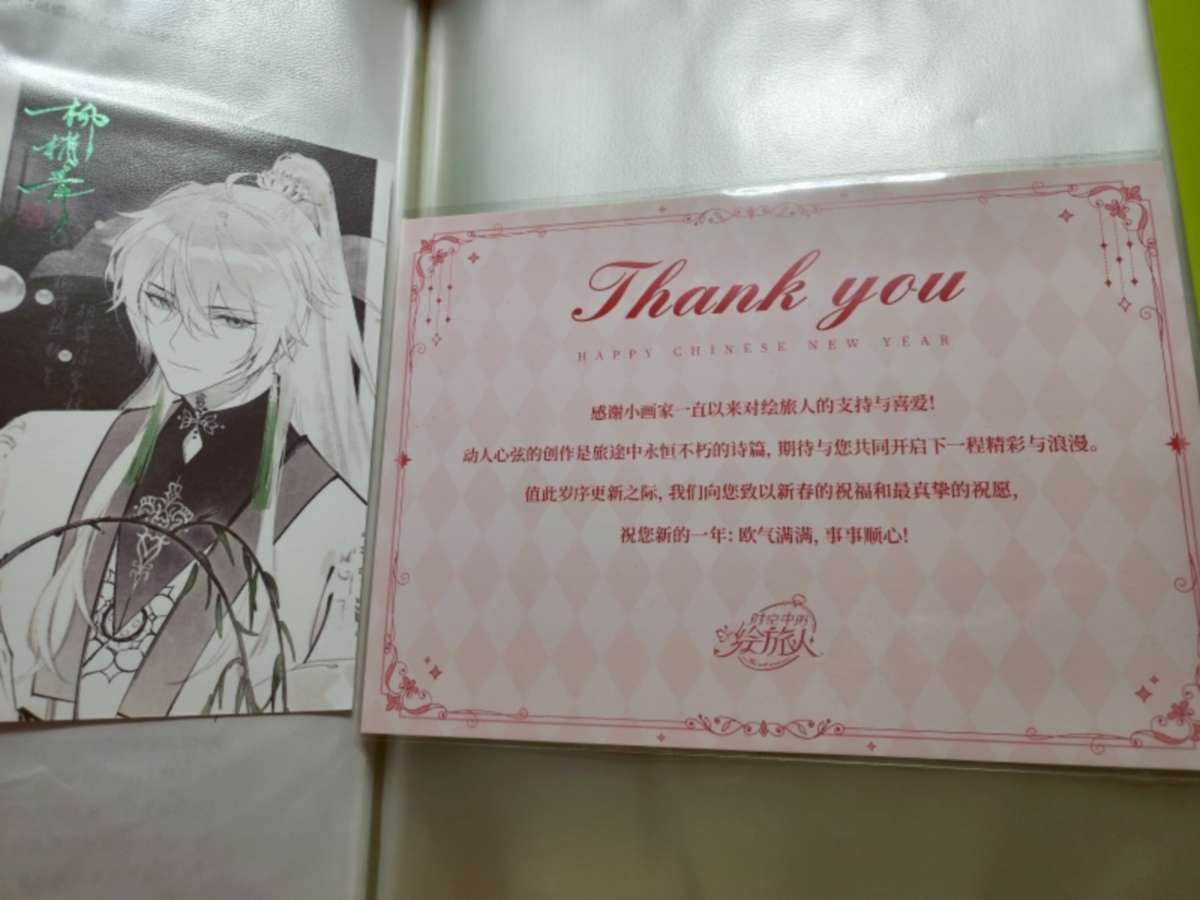 柳梢青
Thank you
HAPPY CHINESE NEW YEAR
感谢小画家一直以来对绘旅人的支持与喜爱!
动人心弦的创作是旅途中永恒不朽的诗篇, 期待与您共同开启下一程精彩与浪漫。
值此岁序更新之际, 我们向您致以新春的祝福和最真挚的祝愿,
祝您新的一年: 欧气满满, 事事顺心!
时空中的
绘旅人